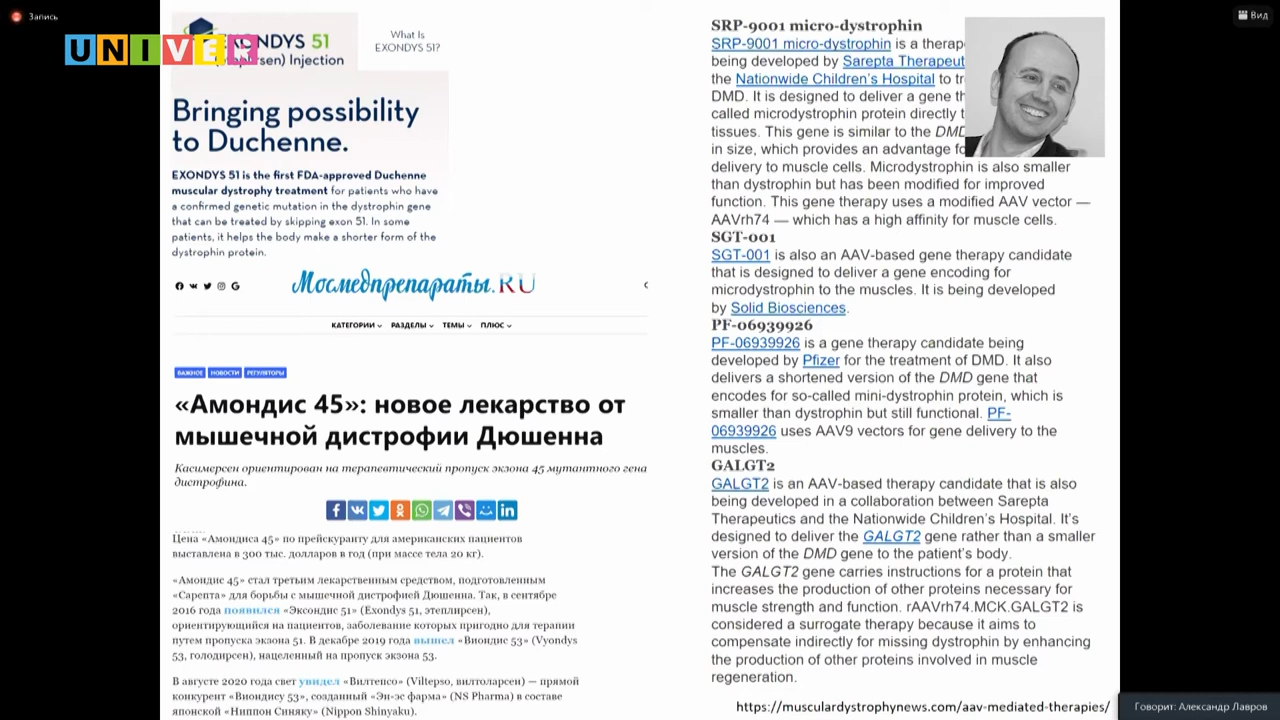 Запись
Вид
UNIVER
EXONDYS 51
Injection
What Is
EXONDYS 51?
Bringing possibility
to Duchenne.
EXONDYS 51 is the first FDA-approved Duchenne
muscular dystrophy treatment for patients who have
a confirmed genetic mutation in the dystrophin gene
that can be treated by skipping exon 51. In some
patients, it helps the body make a shorter form of the
dystrophin protein.
Мосмедпрепараты.RU
КАТЕГОРИИ РАЗДЕЛЫ ТЕМЫ ПЛЮС
ВАЖНОЕ НОВОСТИ РЕГУЛЯТОРЫ
«Амондис 45»: новое лекарство от
мышечной дистрофии Дюшенна
Касимерсен ориентирован на терапевтический пропуск экзона 45 мутантного гена
дистрофина.
Цена «Амондиса 45» по прейскуранту для американских пациентов
выставлена в 300 тыс. долларов в год (при массе тела 20 кг).
«Амондис 45» стал третьим лекарственным средством, подготовленным
«Сарепта» для борьбы с мышечной дистрофией Дюшенна. Так, в сентябре
2016 года появился «Эксондис 51» (Exondys 51, этеплирсен),
ориентирующийся на пациентов, заболевание которых пригодно для терапии
путем пропуска экзона 51. В декабре 2019 года вышел «Виондис 53» (Vyondys
53, голодирсен), нацеленный на пропуск экзона 53.
В августе 2020 года свет увидел «Вилтепсо» (Viltepso, вилтоларсен) — прямой
конкурент «Виондису 53», созданный «Эн-эс фарма» (NS Pharma) в составе
японской «Ниппон Синяку» (Nippon Shinyaku).
SRP-9001 micro-dystrophin
SRP-9001 micro-dystrophin is a therap
being developed by Sarepta Therapeut
the Nationwide Children's Hospital to tr
DMD. It is designed to deliver a gene th
called microdystrophin protein directly t
tissues. This gene is similar to the DMD
in size, which provides an advantage fo
delivery to muscle cells. Microdystrophin is also smaller
than dystrophin but has been modified for improved
function. This gene therapy uses a modified AAV vector —
AAVrh74 — which has a high affinity for muscle cells.
SGT-001
SGT-001 is also an AAV-based gene therapy candidate
that is designed to deliver a gene encoding for
microdystrophin to the muscles. It is being developed
by Solid Biosciences.
PF-06939926
PF-06939926 is a gene therapy candidate being
developed by Pfizer for the treatment of DMD. It also
delivers a shortened version of the DMD gene that
encodes for so-called mini-dystrophin protein, which is
smaller than dystrophin but still functional. PF-
06939926 uses AAV9 vectors for gene delivery to the
muscles.
GALGT2
GALGT2 is an AAV-based therapy candidate that is also
being developed in a collaboration between Sarepta
Therapeutics and the Nationwide Children's Hospital. It's
designed to deliver the GALGT2 gene rather than a smaller
version of the DMD gene to the patient's body.
The GALGT2 gene carries instructions for a protein that
increases the production of other proteins necessary for
muscle strength and function. rAAVrh74.MCK.GALGT2 is
considered a surrogate therapy because it aims to
compensate indirectly for missing dystrophin by enhancing
the production of other proteins involved in muscle
regeneration.
https://musculardystrophynews.com/aav-mediated-therapies/
Говорит: Александр Лавров